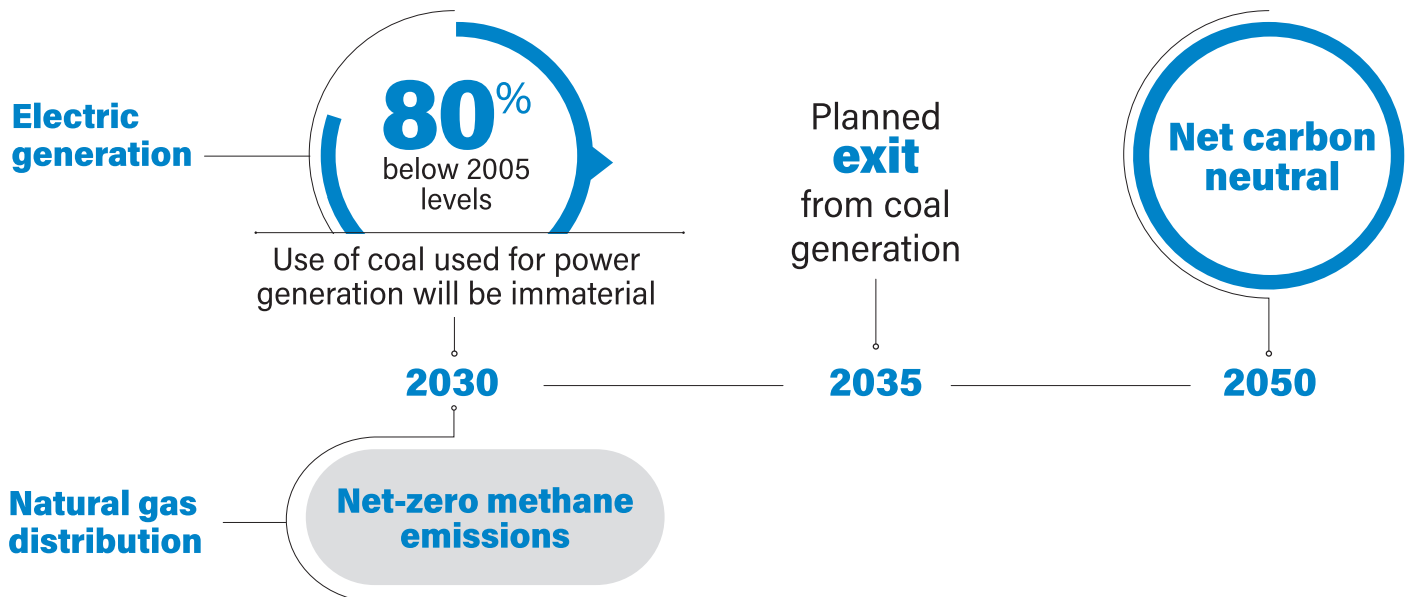 Electric
generation
80%
below 2005
levels
Use of coal used for power
generation will be immaterial
Planned
exit
from coal
generation
Net carbon
neutral
2030
2035
2050
Natural gas
distribution
Net-zero methane
emissions